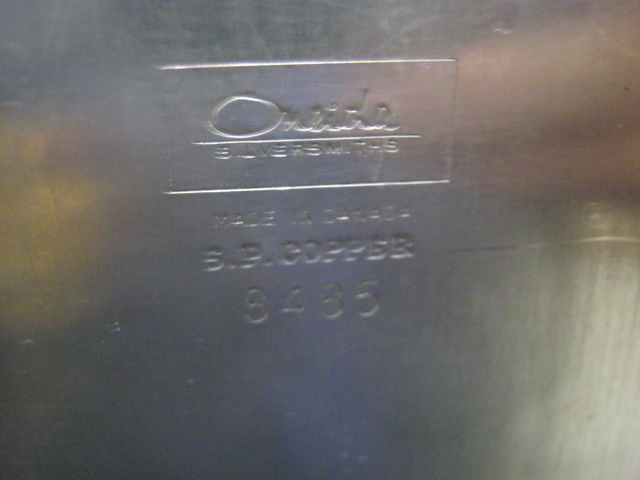 Oneida
SILVERSMITHS
MADE IN CANADA
S.P. COPPER
8485